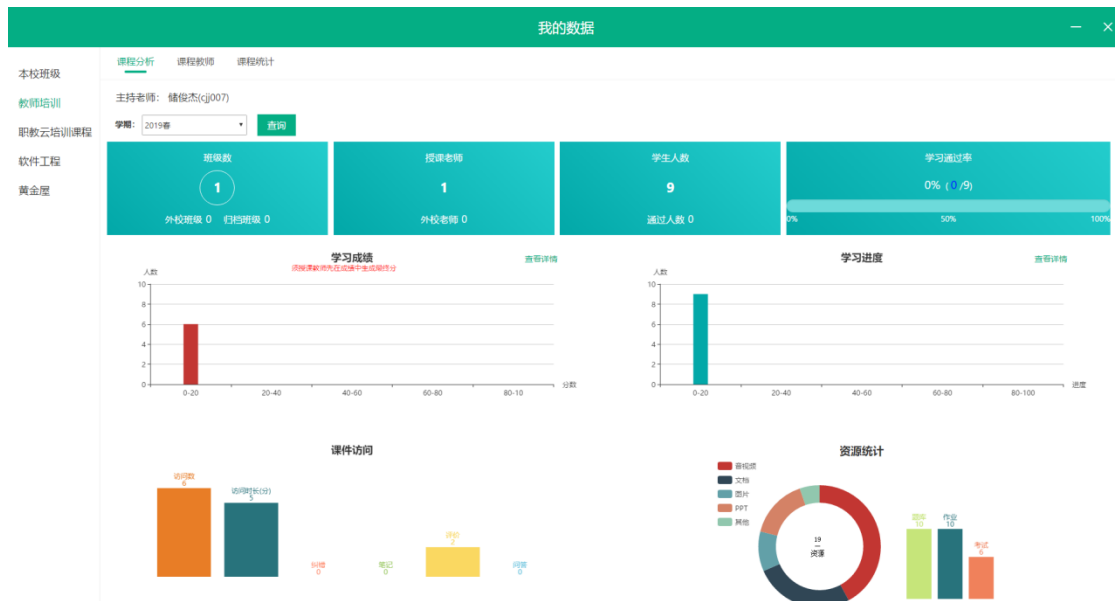 我的数据
本校班级
教师培训
职教云培训课程
软件工程
黄金屋
课程分析 课程教师 课程统计
主持老师: 储俊杰(cjj007)
学期: 2019春 查询
班级数
1
外校班级 0 归档班级 0
授课老师
1
外校老师 0
学生人数
9
通过人数 0
学习通过率
0% ( 0 /9)
0% 50% 100%
学习成绩
须授课教师先在成绩中生成最终分
查看详情
人数
10
8
6
4
2
0
0-20 20-40 40-60 60-80 80-10
分数
学习进度
查看详情
人数
10
8
6
4
2
0
0-20 20-40 40-60 60-80 80-100
进度
课件访问
访问数
6
访问时长(分)
5
纠错
0
笔记
0
评价
2
问答
0
资源统计
音视频
文档
图片
PPT
其他
19
资源
题库
10
作业
10
考试
6